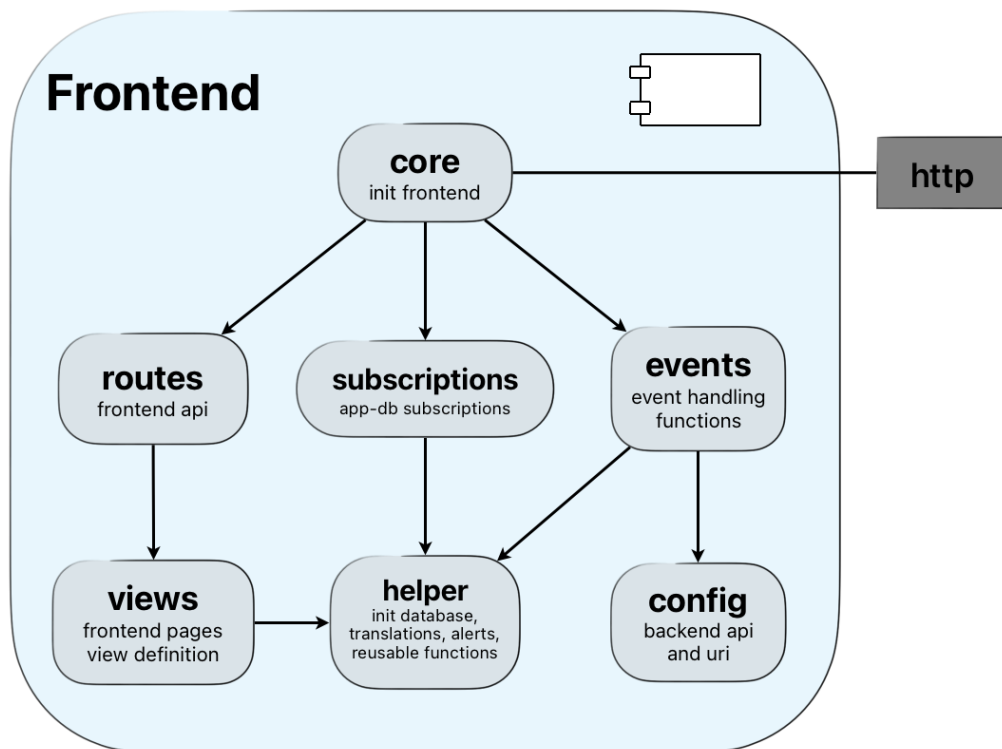 Frontend
core
init frontend
http
routes
frontend api
subscriptions
app-db subscriptions
events
event handling
functions
views
frontend pages
view definition
helper
init database,
translations, alerts,
reusable functions
config
backend api
and uri